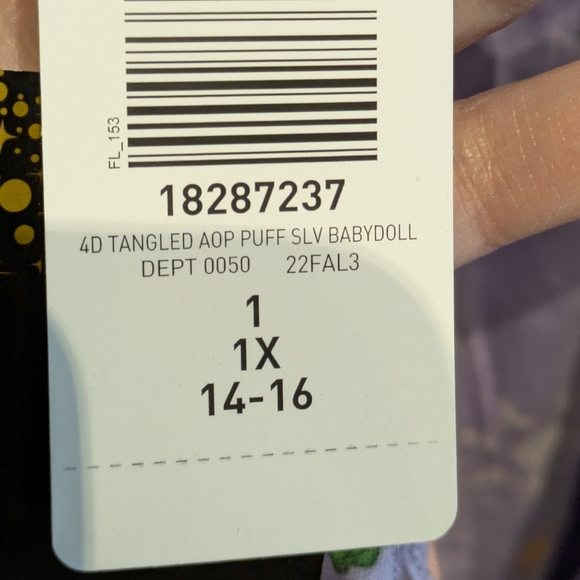 FL_153
18287237
4D TANGLED AOP PUFF SLV BABYDOLL
DEPT 0050 22FAL3
1
1X
14-16